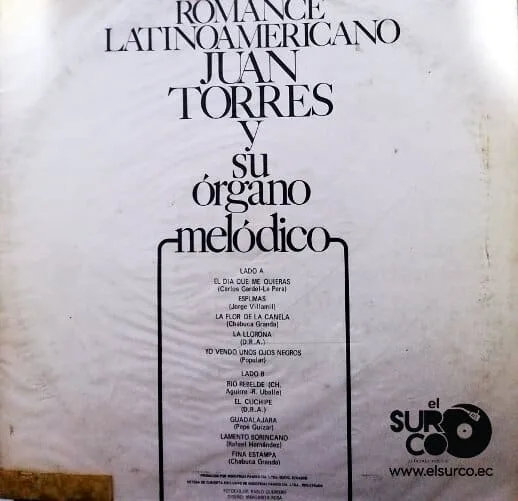 ROMANCE
LATINOAMERICANO
JUAN
TORRES
y
su
órgano
melódico
LADO A
EL DIA QUE ME QUIERAS
(Carlos Gardel-La Pera)
ESPUMAS
(Jorge Villamil)
LA FLOR DE LA CANELA
(Chabuca Granda)
LA LLORONA
(D.R.A.)
YO VENDO UNOS OJOS NEGROS
(Popular)
LADO B
RIO REBELDE (CH.
Aguirre-R. Uballe)
EL CUCHIPE
(D.R.A.)
GUADALAJARA
(Pepe Guizar)
LAMENTO BORINCANO
(Rafael Hernández)
FINA ESTAMPA
(Chabuca Granda)
el
SURCO
www.elsurco.ec